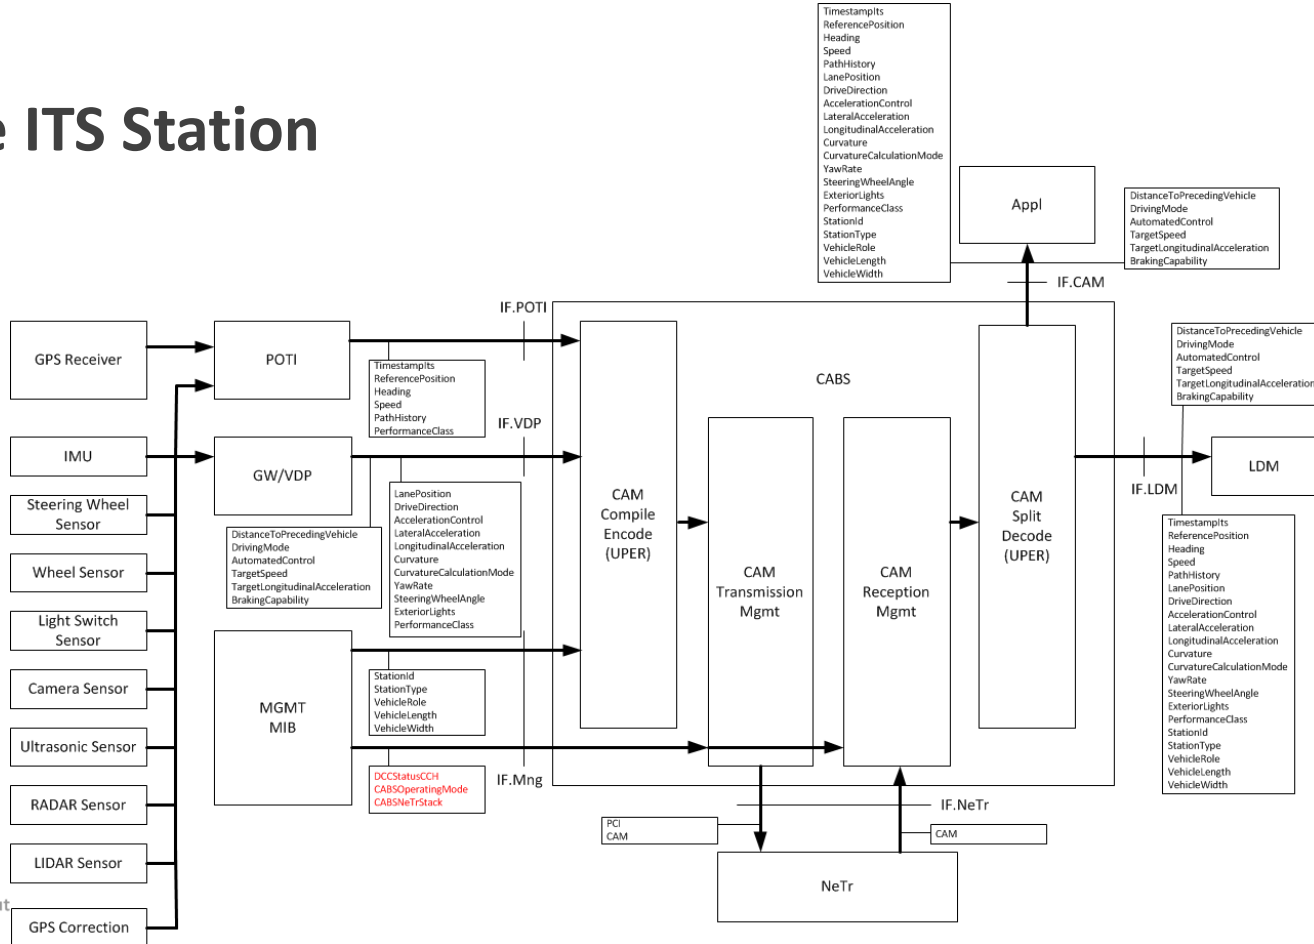 e ITS Station
TimestampIts
ReferencePosition
Heading
Speed
PathHistory
LanePosition
DriveDirection
AccelerationControl
LateralAcceleration
LongitudinalAcceleration
Curvature
CurvatureCalculationMode
YawRate
SteeringWheelAngle
ExteriorLights
PerformanceClass
StationId
StationType
VehicleRole
VehicleLength
VehicleWidth
Appl
DistanceToPrecedingVehicle
DrivingMode
AutomatedControl
TargetSpeed
TargetLongitudinalAcceleration
BrakingCapability
IF.CAM
GPS Receiver
IMU
Steering Wheel
Sensor
Wheel Sensor
Light Switch
Sensor
Camera Sensor
Ultrasonic Sensor
RADAR Sensor
LIDAR Sensor
GPS Correction
POTI
IF.POTI
TimestampIts
ReferencePosition
Heading
Speed
PathHistory
PerformanceClass
GW/VDP
IF.VDP
DistanceToPrecedingVehicle
DrivingMode
AutomatedControl
TargetSpeed
TargetLongitudinalAcceleration
BrakingCapability
LanePosition
DriveDirection
AccelerationControl
LateralAcceleration
LongitudinalAcceleration
Curvature
CurvatureCalculationMode
YawRate
SteeringWheelAngle
ExteriorLights
PerformanceClass
MGMT
MIB
StationId
StationType
VehicleRole
VehicleLength
VehicleWidth
DCCStatusCCH
CABSOperatingMode
CABSNeTrStack
IF.Mng
CABS
CAM
Compile
Encode
(UPER)
CAM
Transmission
Mgmt
CAM
Reception
Mgmt
CAM
Split
Decode
(UPER)
DistanceToPrecedingVehicle
DrivingMode
AutomatedControl
TargetSpeed
TargetLongitudinalAcceleration
BrakingCapability
IF.LDM
LDM
TimestampIts
ReferencePosition
Heading
Speed
PathHistory
LanePosition
DriveDirection
AccelerationControl
LateralAcceleration
LongitudinalAcceleration
Curvature
CurvatureCalculationMode
YawRate
SteeringWheelAngle
ExteriorLights
PerformanceClass
StationId
StationType
VehicleRole
VehicleLength
VehicleWidth
IF.NeTr
PCI
CAM
CAM
NeTr